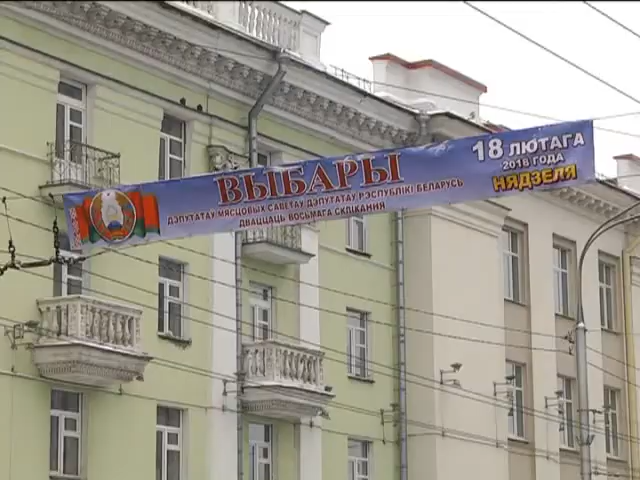 ВЫБАРЫ
ДЭПУТАТАЎ МЯСЦОВЫХ САВЕТАЎ ДЭПУТАТАЎ РЭСПУБЛІКІ БЕЛАРУСЬ
ДВАЦЦАЦЬ ВОСЬМАГА СКЛІКАННЯ
18 ЛЮТАГА
2018 ГОДА
НЯДЗЕЛЯ